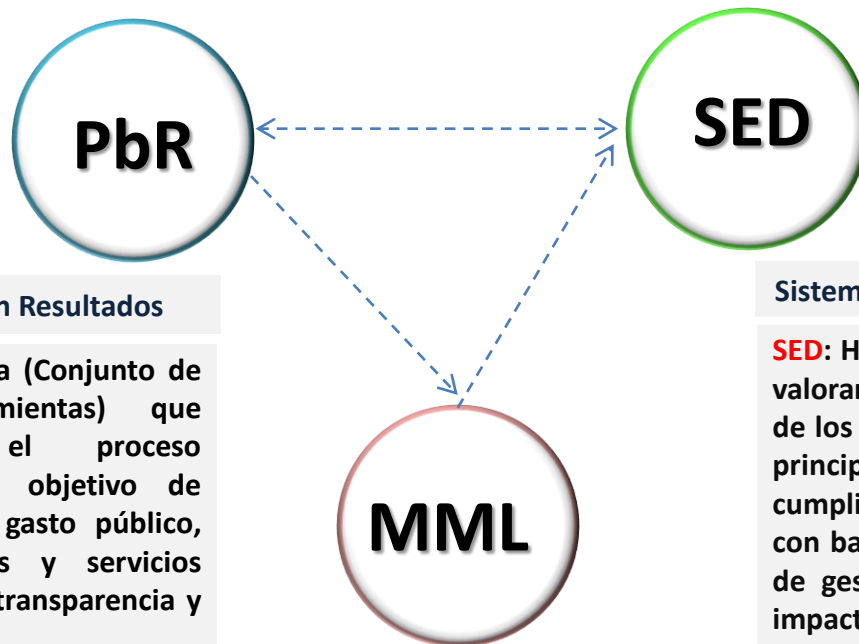 PbR
SED
Resultados
Sistem
a (Conjunto de
mientas) que
el proceso
objetivo de
gasto público,
s y servicios
transparencia y
SED: H
valorar
de los
princip
cumpli
con ba
de ges
impact
MML